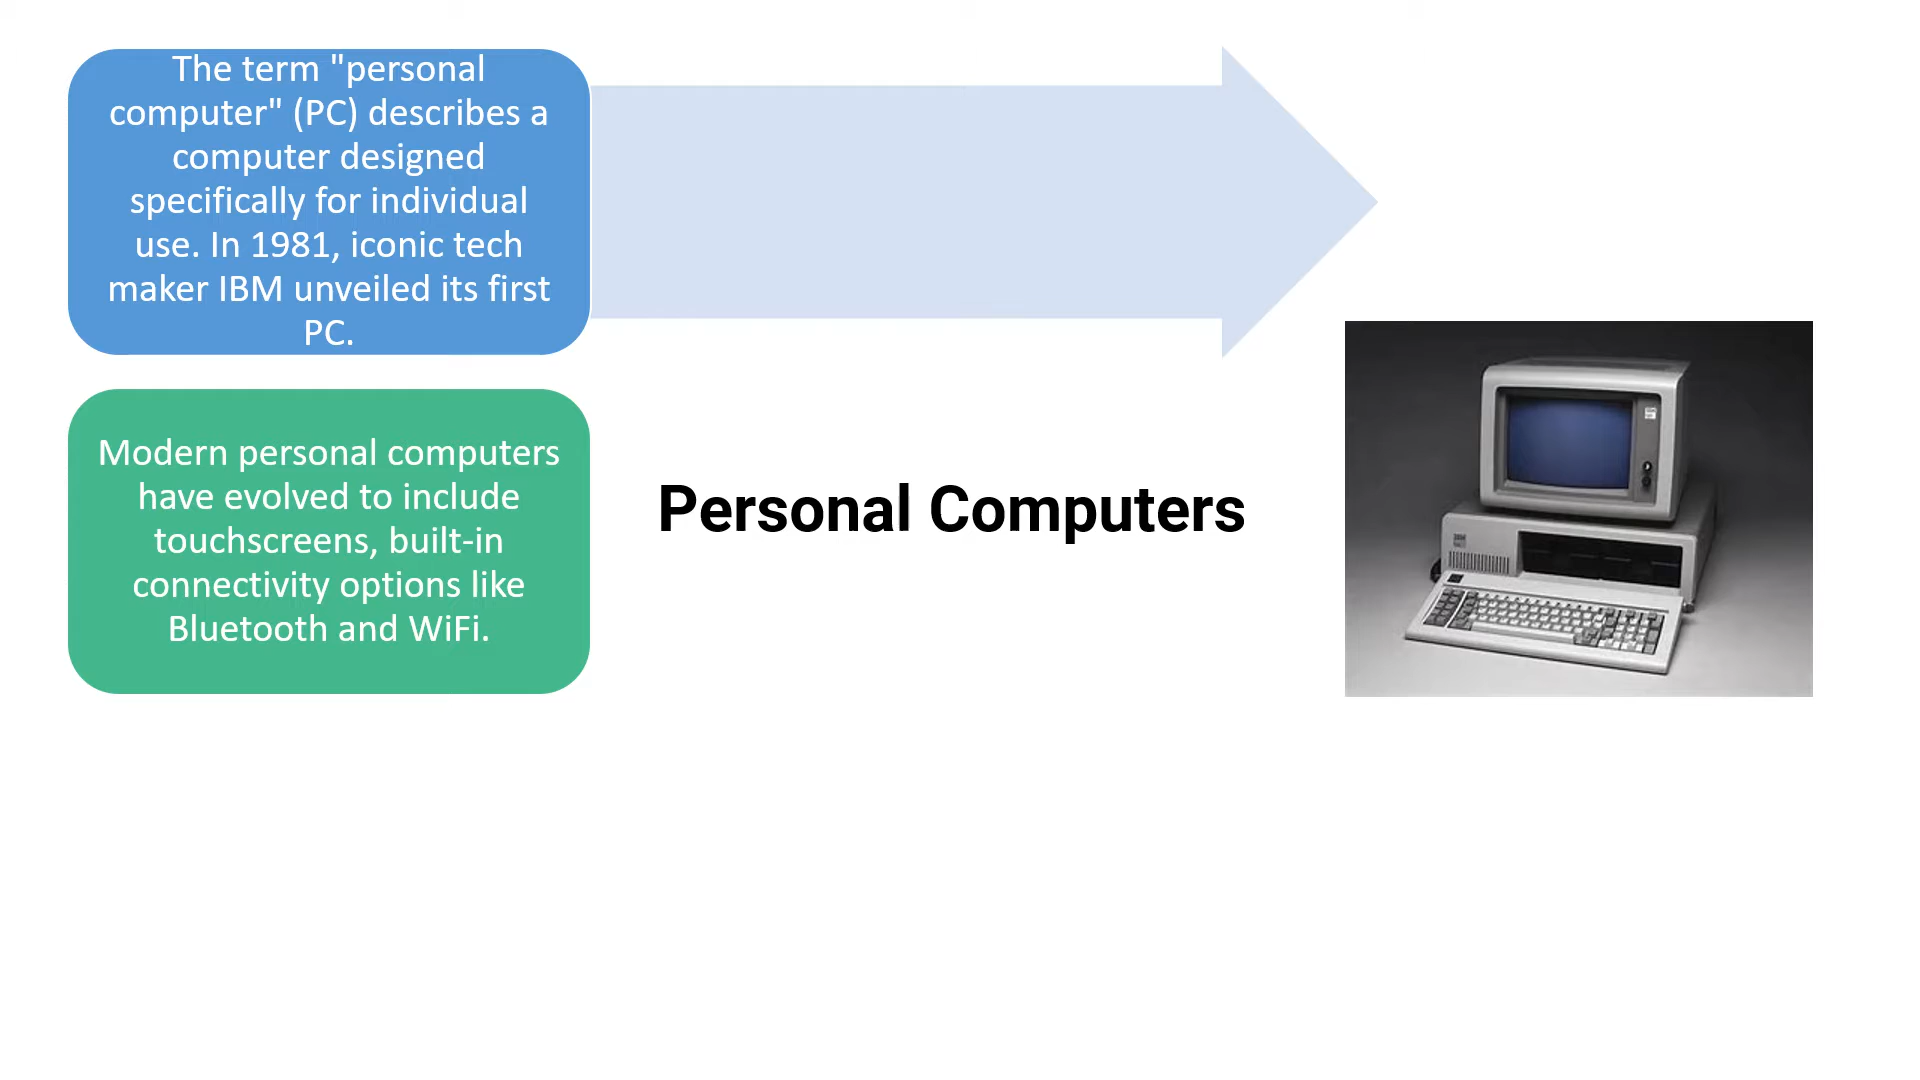 The term "personal
computer" (PC) describes a
computer designed
specifically for individual
use. In 1981, iconic tech
maker IBM unveiled its first
PC.
Modern personal computers
have evolved to include
touchscreens, built-in
connectivity options like
Bluetooth and WiFi.
Personal Computers